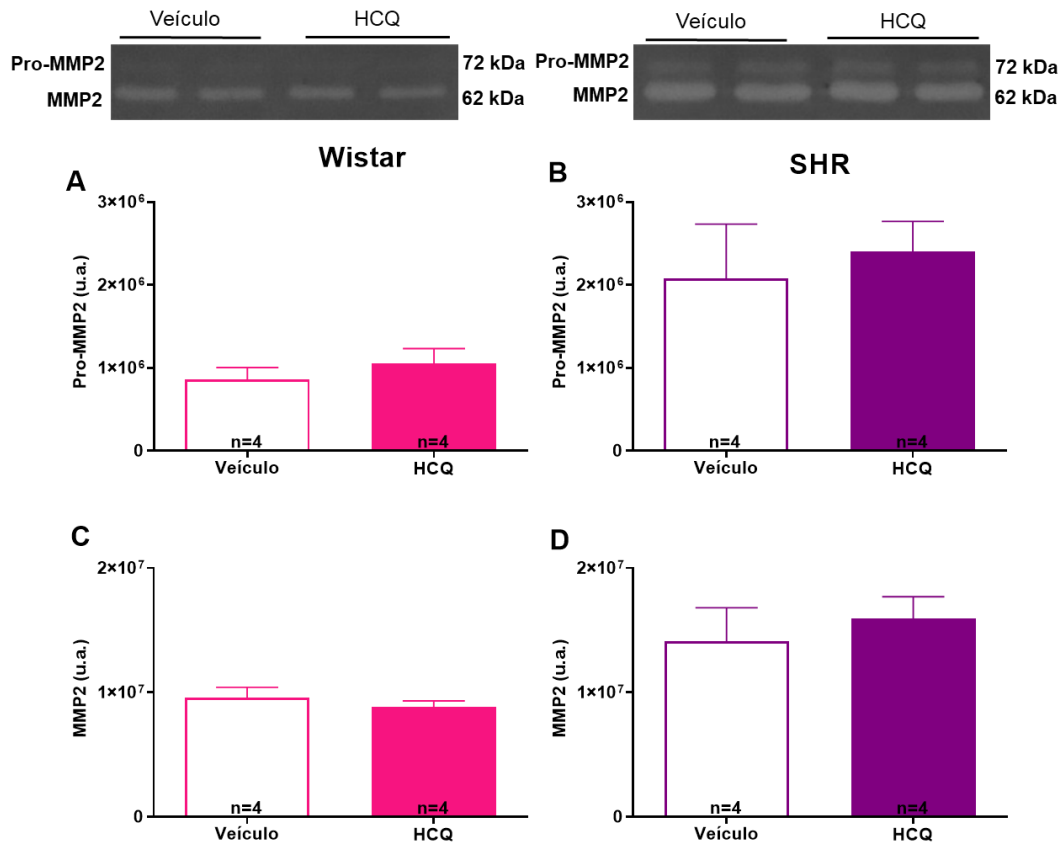 Veículo HCQ
Pro-MMP2 72 kDa
MMP2 62 kDa
Veículo HCQ
Pro-MMP2 72 kDa
MMP2 62 kDa
Wistar
SHR
A
3×10⁶
2×10⁶
1×10⁶
0
Pro-MMP2 (u.a.)
n=4 n=4
Veículo HCQ
B
3×10⁶
2×10⁶
1×10⁶
0
Pro-MMP2 (u.a.)
n=4 n=4
Veículo HCQ
C
2×10⁷
1×10⁷
0
MMP2 (u.a.)
n=4 n=4
Veículo HCQ
D
2×10⁷
1×10⁷
0
MMP2 (u.a.)
n=4 n=4
Veículo HCQ